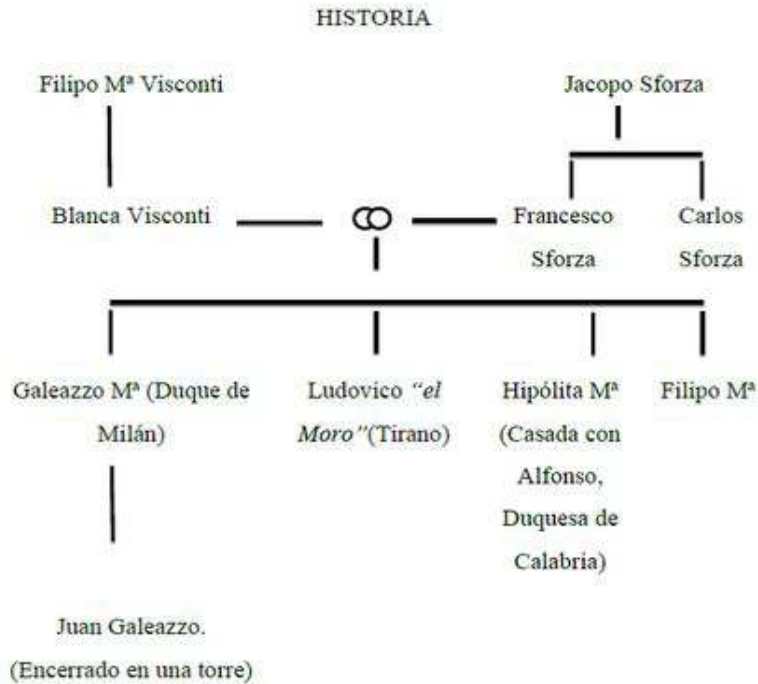 HISTORIA
Filipo Mª Visconti
Jacopo Sforza
Blanca Visconti
Francesco
Sforza
Carlos
Sforza
Galeazzo Mª (Duque de
Milán)
Ludovico “el
Moro”(Tirano)
Hipólita Mª
(Casada con
Alfonso,
Duquesa de
Calabria)
Filipo Mª
Juan Galeazzo.
(Encerrado en una torre)